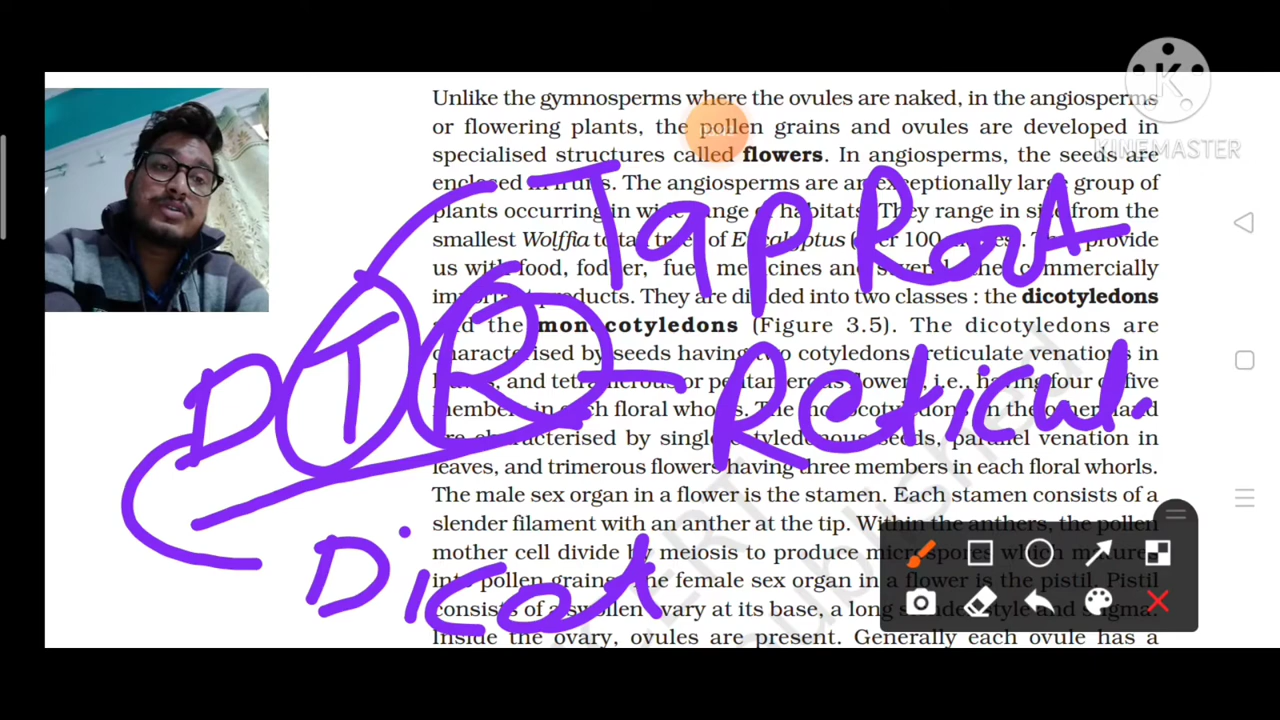 Unlike the gymnosperms where the ovules are naked, in the angiosperms
or flowering plants, the pollen grains and ovules are developed in
specialised structures called flowers. In angiosperms, the seeds are
enclosed in fruits. The angiosperms are an exceptionally large group of
plants occurring in wide range of habitats. They range in size from the
smallest Wolffia to tall trees of Eucalyptus (over 100 metres). They provide
us with food, fodder, fuel, medicines and several other commercially
important products. They are divided into two classes : the dicotyledons
and the monocotyledons (Figure 3.5). The dicotyledons are
characterised by seeds having two cotyledons, reticulate venations in
leaves, and tetramerous or pentamerous flowers, i.e., having four or five
members in each floral whorls. The monocotyledons on the other hand
are characterised by single cotyledonous seeds, parallel venation in
leaves, and trimerous flowers having three members in each floral whorls.
The male sex organ in a flower is the stamen. Each stamen consists of a
slender filament with an anther at the tip. Within the anthers, the pollen
mother cell divide by meiosis to produce microspores which matures
into pollen grains. The female sex organ in a flower is the pistil. Pistil
consists of a swollen ovary at its base, a long slender style and stigma.
Inside the ovary, ovules are present. Generally each ovule has a
KINEMASTER
Tap Root
DTR
Reticul
Dicot